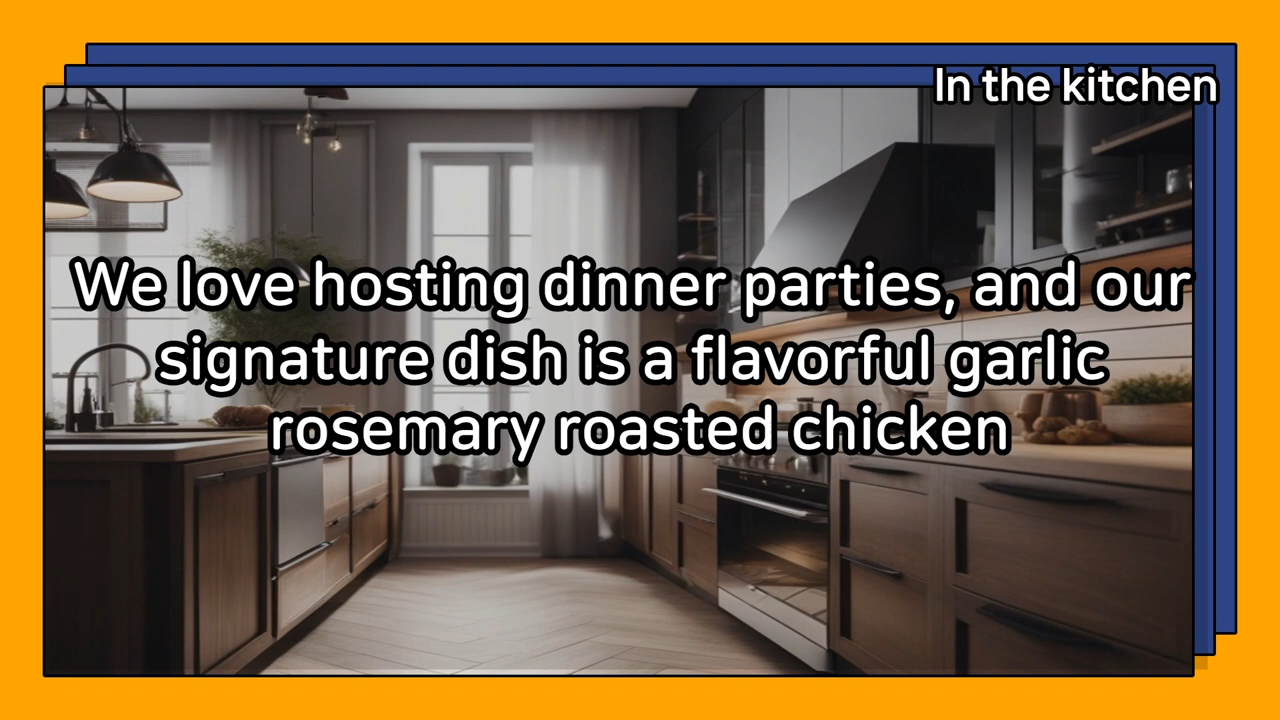 In the kitchen
We love hosting dinner parties, and our
signature dish is a flavorful garlic
rosemary roasted chicken